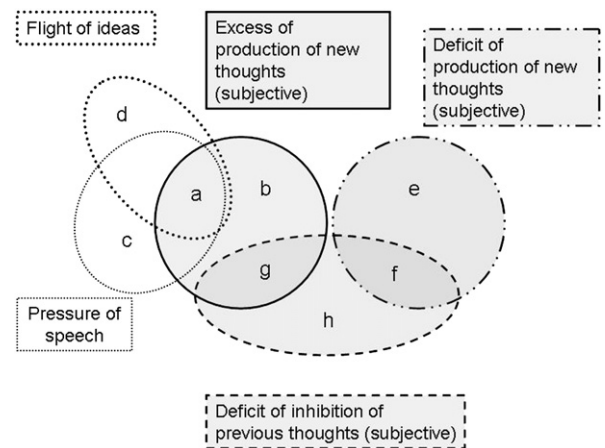 Flight of ideas
Excess of
production of new
thoughts
(subjective)
Deficit of
production of new
thoughts
(subjective)
d
a
b
e
c
g
f
h
Pressure of
speech
Deficit of inhibition of
previous thoughts (subjective)